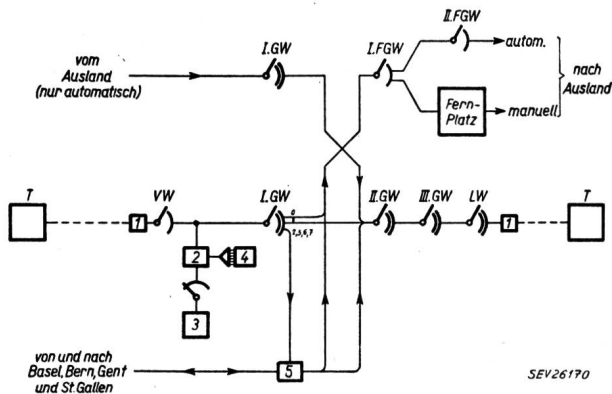 II.FGW
I.GW
I.FGW
autom.
vom
Ausland
(nur automatisch)
nach
Ausland
Fern-
Platz
manuell
T
VW
I.GW
II.GW
III.GW
LW
T
1
0
2,5,6,7
1
2
4
3
von und nach
Basel, Bern, Genf
und St. Gallen
5
SEV26170